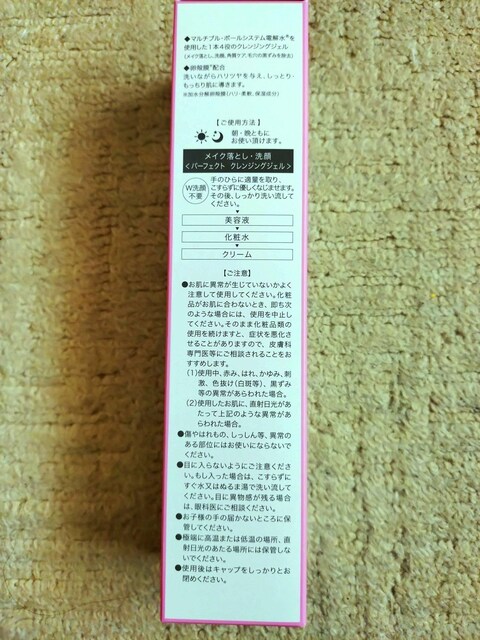 ◆マルチプル・ポールシステム電解水※を
使用した1本4役のクレンジングジェル
(メイク落とし、洗顔、角質ケア、毛穴の黒ずみを除去)
◆卵殻膜※配合
洗いながらハリツヤを与え、しっとり・
もっちり肌に導きます。
※加水分解卵殻膜(ハリ・柔軟、保湿成分)
【ご使用方法】
朝・晩ともに
お使い頂けます。
メイク落とし・洗顔
<パーフェクト クレンジングジェル>
W洗顔
不要
手のひらに適量を取り、
こすらずに優しくなじませます。
その後、しっかり洗い流して
ください。
美容液
化粧水
クリーム
【ご注意】
●お肌に異常が生じていないかよく
注意して使用してください。化粧
品がお肌に合わないとき、即ち次
のような場合には、使用を中止し
てください。そのまま化粧品類の
使用を続けますと、症状を悪化さ
せることがありますので、皮膚科
専門医等にご相談されることをお
すすめします。
(1)使用中、赤み、はれ、かゆみ、刺
激、色抜け(白斑等)、黒ずみ
等の異常があらわれた場合。
(2)使用したお肌に、直射日光があ
たって上記のような異常があ
らわれた場合。
●傷やはれもの、しっしん等、異常の
ある部位にはお使いにならないで
ください。
●目に入らないようにご注意くださ
い。もし入った場合は、こすらずに
すぐ水又はぬるま湯で洗い流して
ください。目に異物感が残る場合
は、眼科医にご相談ください。
●お子様の手の届かないところに保
管してください。
●極端に高温または低温の場所、直
射日光のあたる場所には保管しな
いでください。
●使用後はキャップをしっかりとお
閉めください。